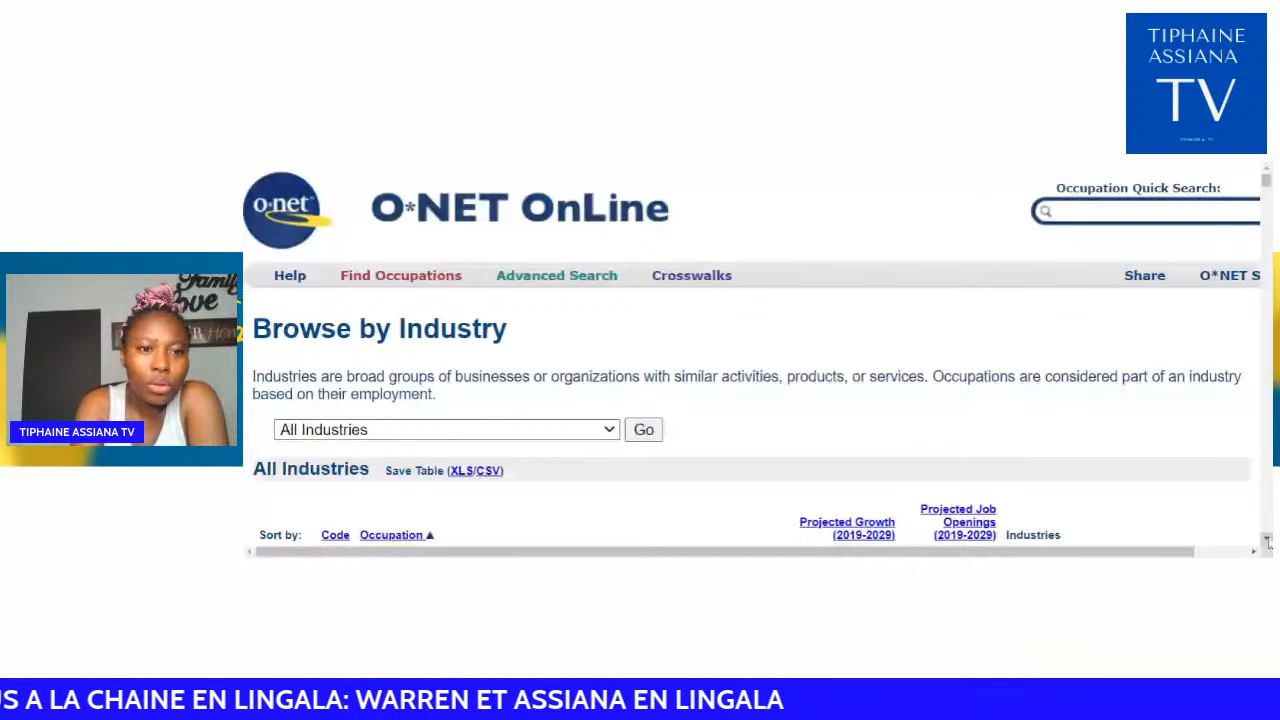 TIPHAINE
ASSIANA
TV
o·net
O*NET OnLine
Occupation Quick Search:
Help Find Occupations Advanced Search Crosswalks Share O*NET S
Family
ove
Browse by Industry
Industries are broad groups of businesses or organizations with similar activities, products, or services. Occupations are considered part of an industry
based on their employment.
All Industries Go
TIPHAINE ASSIANA TV
All Industries Save Table (XLS/CSV)
Sort by: Code Occupation ▲ Projected Growth (2019-2029) Projected Job Openings (2019-2029) Industries
US A LA CHAINE EN LINGALA: WARREN ET ASSIANA EN LINGALA